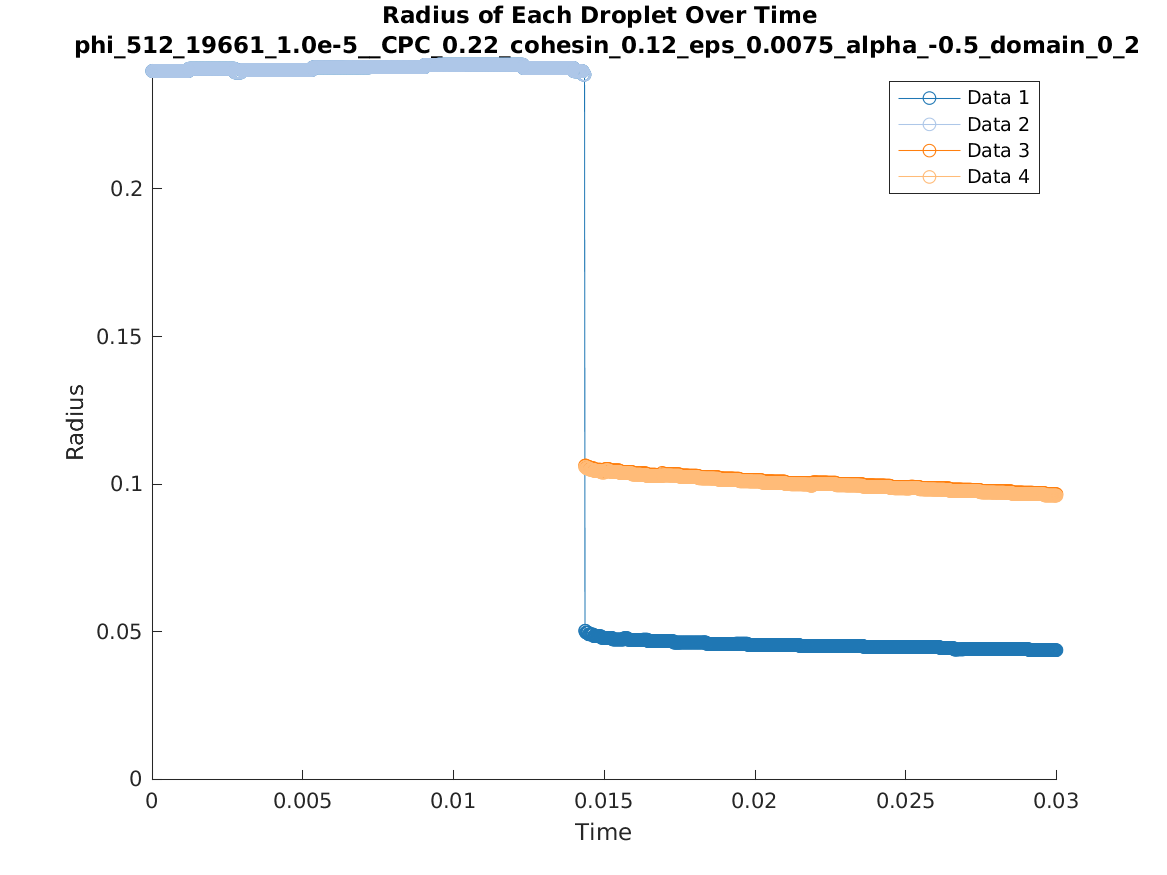 Radius of Each Droplet Over Time
phi_512_19661_1.0e-5__CPC_0.22_cohesin_0.12_eps_0.0075_alpha_-0.5_domain_0_2
Data 1
Data 2
Data 3
Data 4
0.2
0.15
0.1
0.05
0
Radius
0
0.005
0.01
0.015
0.02
0.025
0.03
Time